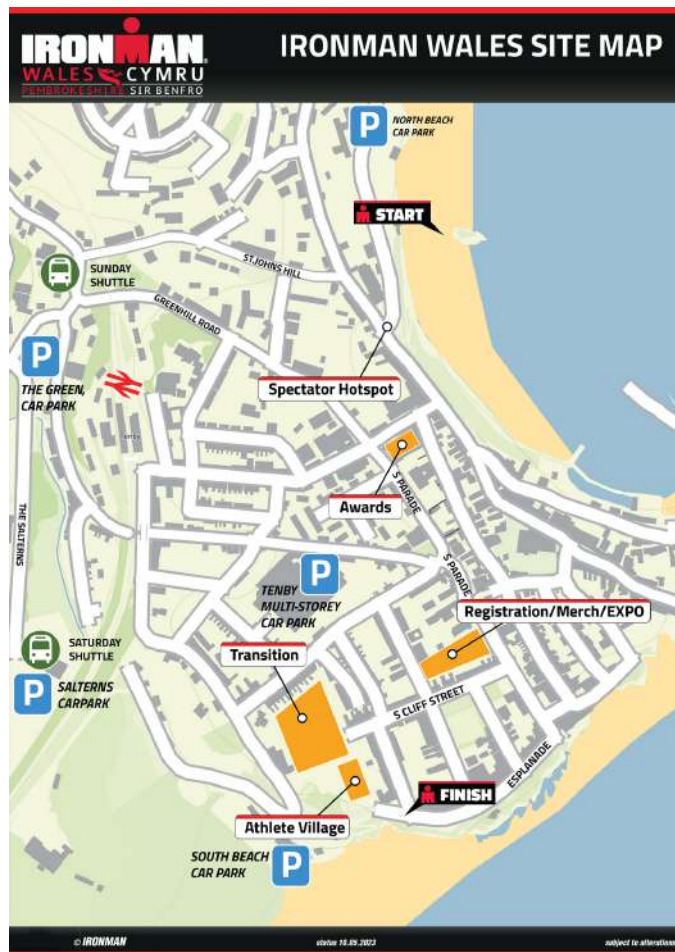 IRONMAN
WALES CYMRU
PEMBROKESHIRE SIR BENFRO
IRONMAN WALES SITE MAP
P
NORTH BEACH
CAR PARK
START
ST.JOHNS HILL
SUNDAY
SHUTTLE
GREENHILL ROAD
P
THE GREEN,
CAR PARK
Spectator Hotspot
Awards
S PARADE
THE SALTERNS
S PARADE
P
TENBY
MULTI-STOREY
CAR PARK
Registration/Merch/EXPO
SATURDAY
SHUTTLE
Transition
P
SALTERNS
CARPARK
S CLIFF STREET
ESPLANADE
FINISH
Athlete Village
SOUTH BEACH
CAR PARK
P
© IRONMAN
status 10.05.2023
subject to alterations